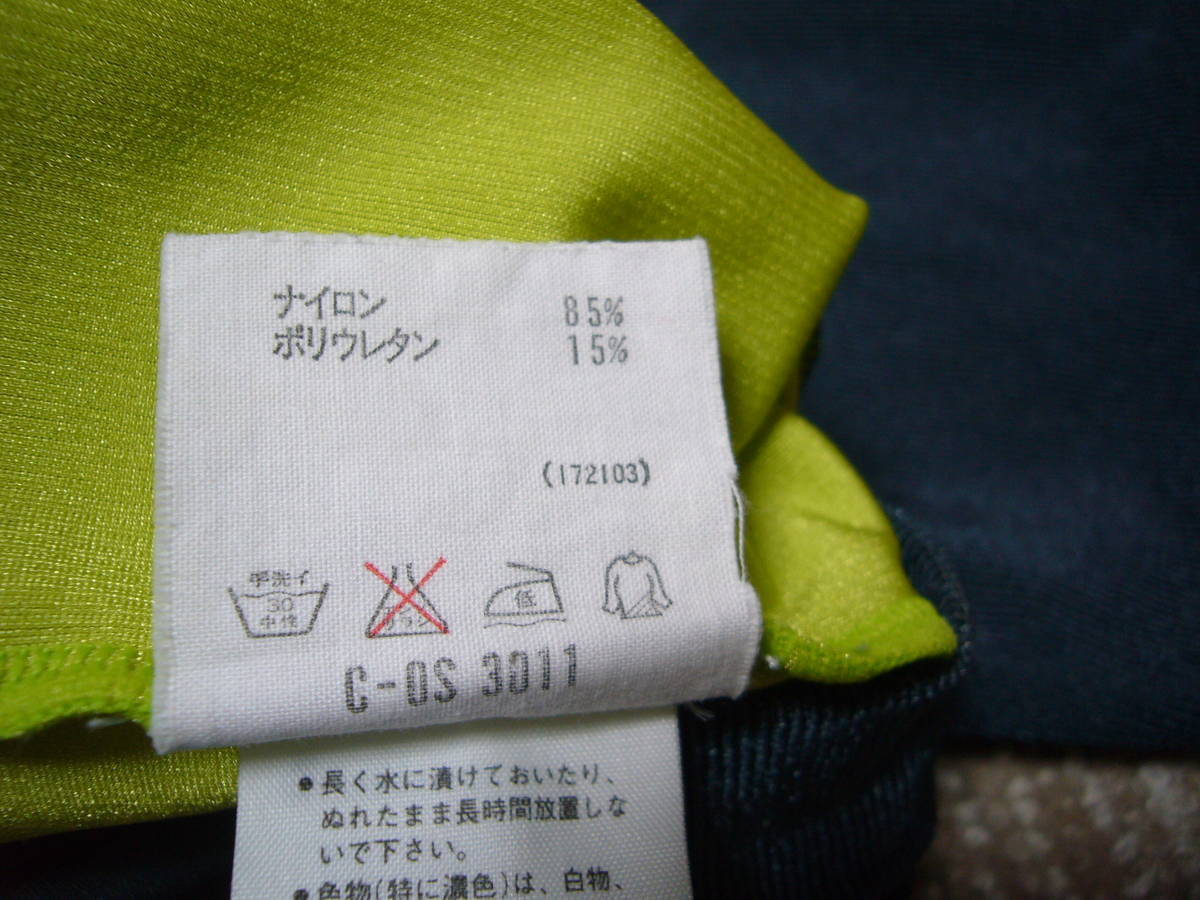 ナイロン 85%
ポリウレタン 15%
(172103)
手洗イ
30
中性
低
C-OS 3011
●長く水に漬けておいたり、
ぬれたまま長時間放置しな
いで下さい。
●色物(特に濃色)は、白物、